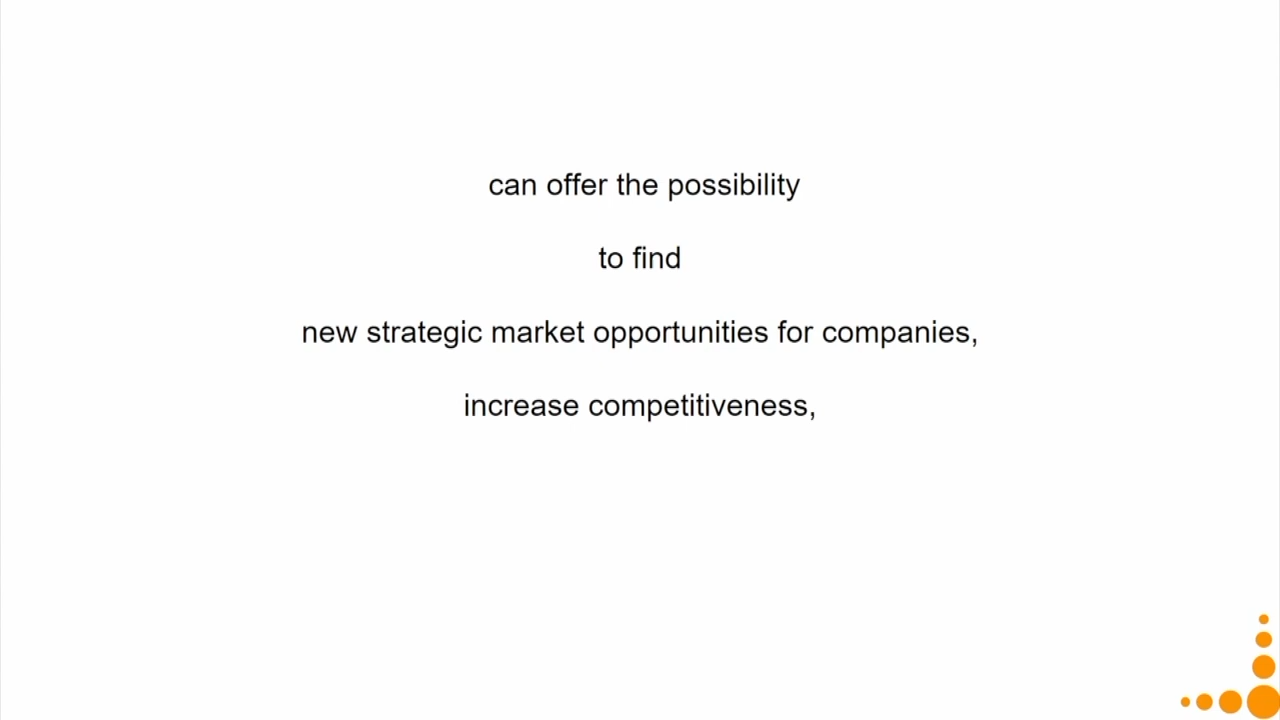 can offer the possibility
to find
new strategic market opportunities for companies,
increase competitiveness,